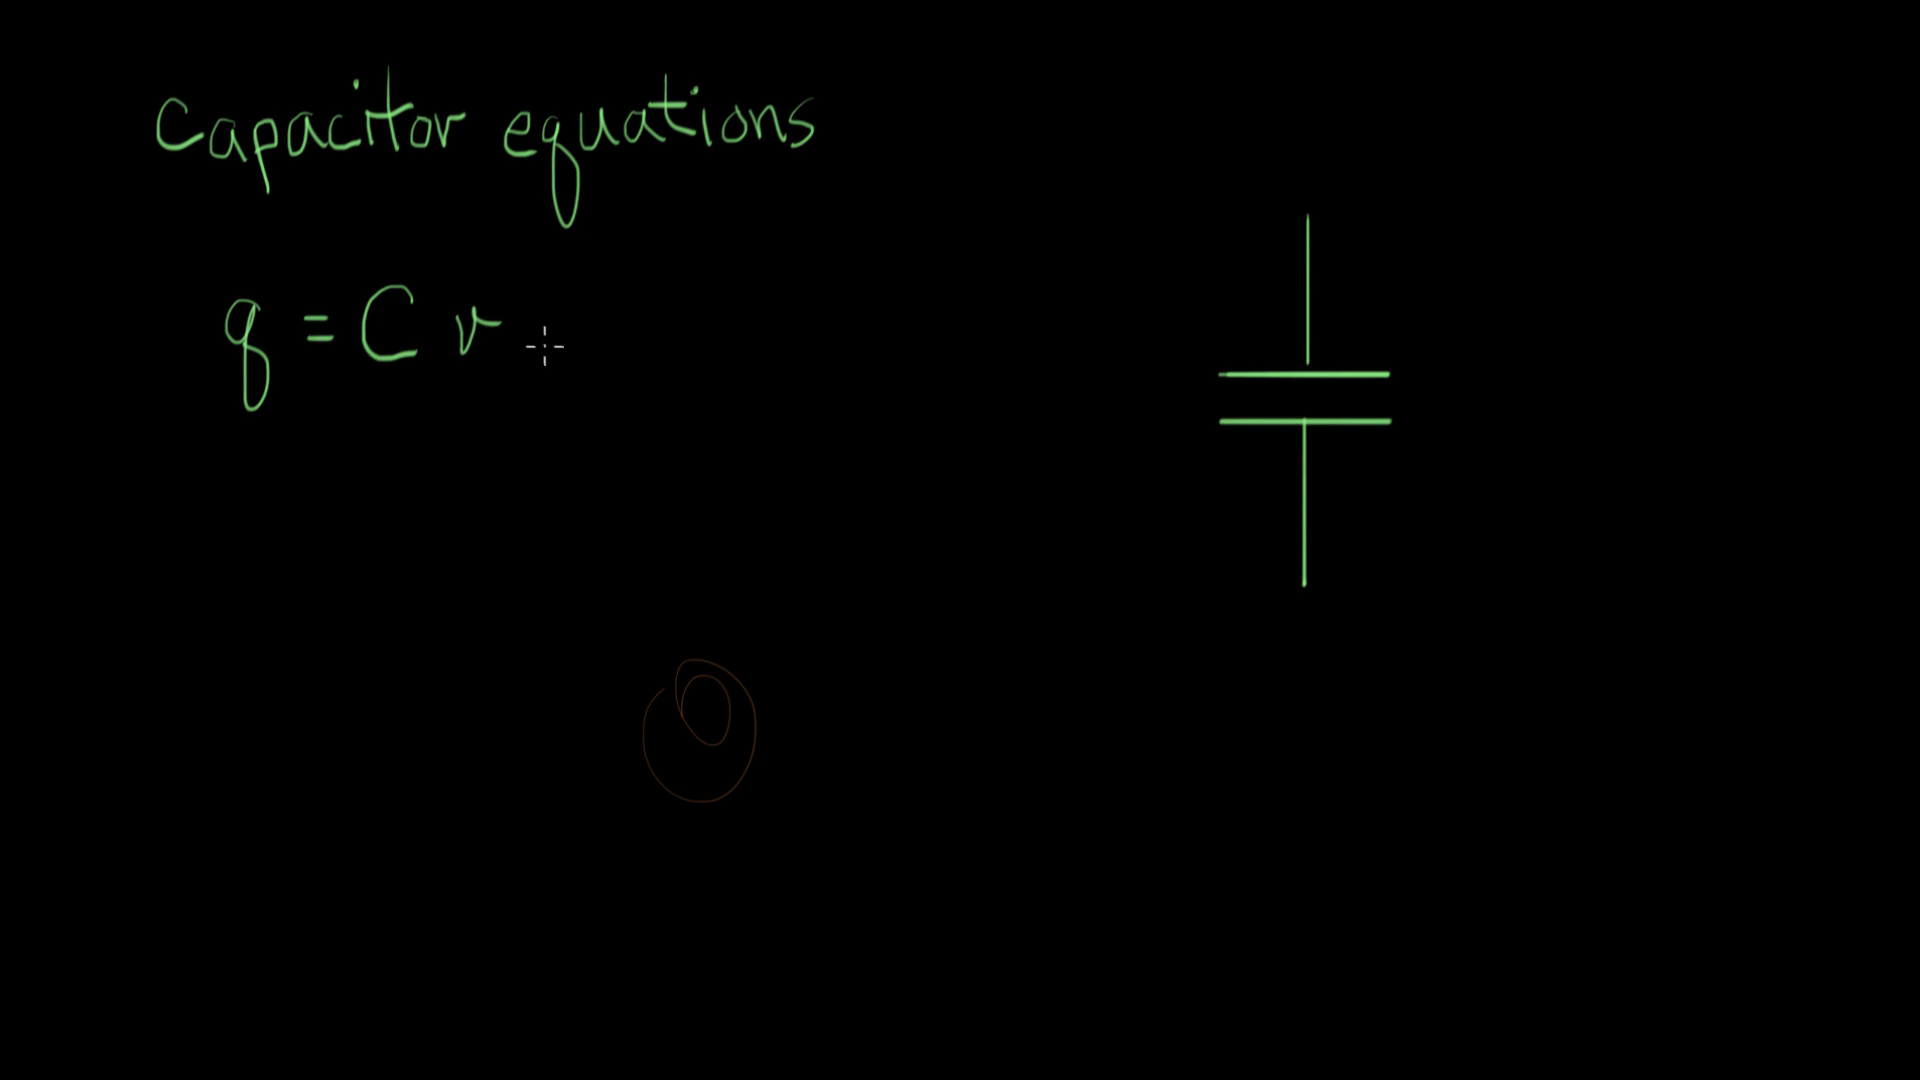 Capacitor equations
q = C v